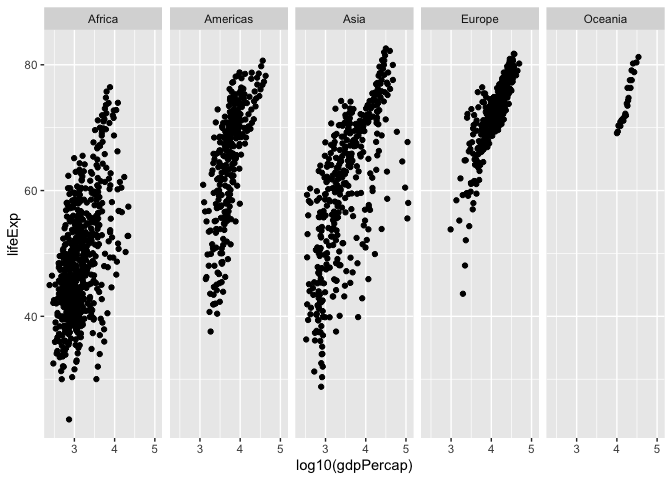 Africa Americas Asia Europe Oceania
80
60
40
lifeExp
3 4 5 3 4 5 3 4 5 3 4 5 3 4 5
log10(gdpPercap)